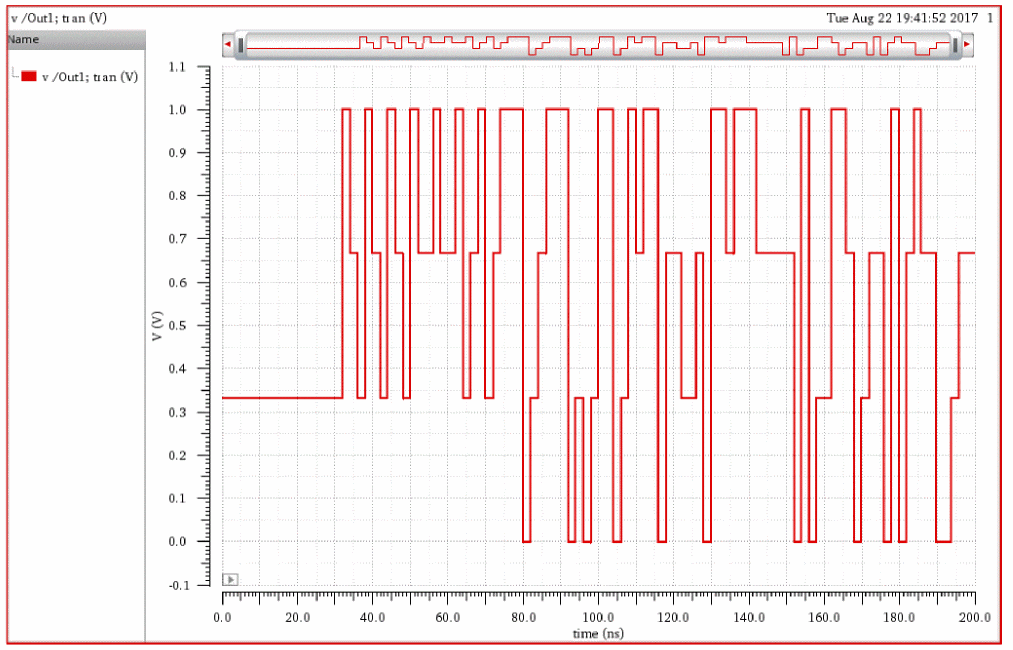 v /Out1; tran (V)
Tue Aug 22 19:41:52 2017 1
Name
v /Out1; tran (V)
1.1
1.0
0.9
0.8
0.7
0.6
0.5
0.4
0.3
0.2
0.1
0.0
-0.1
V (V)
0.0 20.0 40.0 60.0 80.0 100.0 120.0 140.0 160.0 180.0 200.0
time (ns)